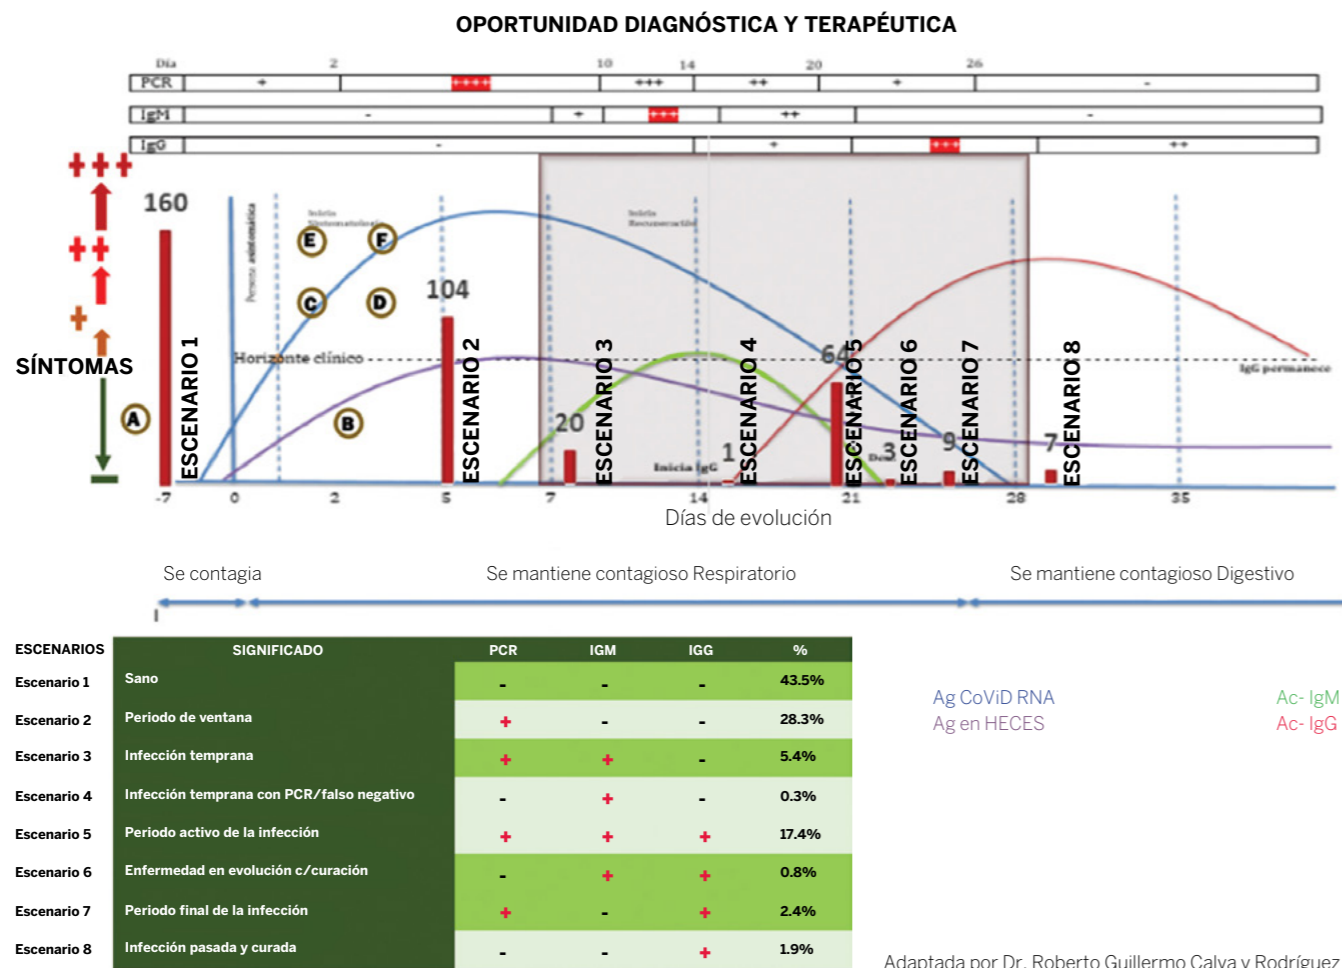 OPORTUNIDAD DIAGNÓSTICA Y TERAPÉUTICA
Día 2 10 14 20 26
PCR + ++++ +++ ++ + -
IgM - + +++ ++ -
IgG - + +++ ++
+++
160
Persona asintomática
Inicia
Sintomatología
Inicia
Recuperación
E F
++
C D
104
+
Horizonte clínico
64
SÍNTOMAS
IgG permanece
A B
20 1 3 9 7
Inicia IgG
ESCENARIO 1
ESCENARIO 2
ESCENARIO 3
ESCENARIO 4
ESCENARIO 5
ESCENARIO 6
ESCENARIO 7
ESCENARIO 8
-7 0 2 5 7 14 21 28 35
Días de evolución
Se contagia Se mantiene contagioso Respiratorio Se mantiene contagioso Digestivo
ESCENARIOS SIGNIFICADO PCR IGM IGG %
Escenario 1 Sano - - - 43.5%
Escenario 2 Periodo de ventana + - - 28.3%
Escenario 3 Infección temprana + + - 5.4%
Escenario 4 Infección temprana con PCR/falso negativo - + - 0.3%
Escenario 5 Periodo activo de la infección + + + 17.4%
Escenario 6 Enfermedad en evolución c/curación - + + 0.8%
Escenario 7 Periodo final de la infección + - + 2.4%
Escenario 8 Infección pasada y curada - - + 1.9%
Ag CoViD RNA Ac- IgM
Ag en HECES Ac- IgG
Adaptada por Dr. Roberto Guillermo Calva y Rodríguez